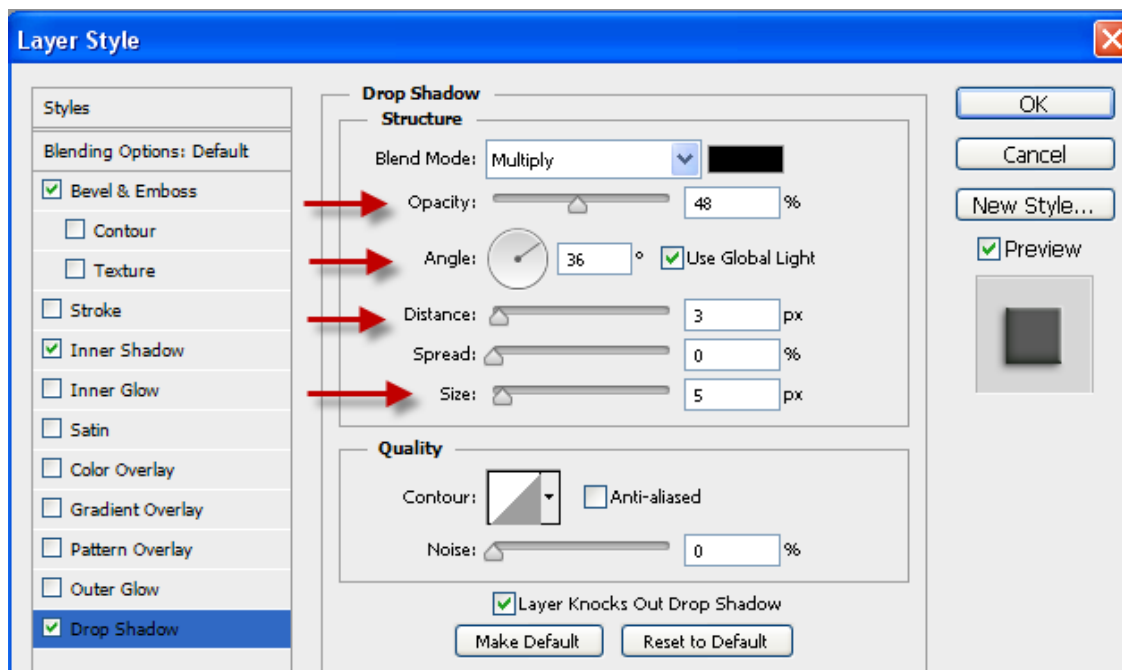 Layer Style
Styles
Blending Options: Default
Bevel & Emboss
Contour
Texture
Stroke
Inner Shadow
Inner Glow
Satin
Color Overlay
Gradient Overlay
Pattern Overlay
Outer Glow
Drop Shadow
Drop Shadow
Structure
Blend Mode: Multiply
Opacity: 48 %
Angle: 36 ° Use Global Light
Distance: 3 px
Spread: 0 %
Size: 5 px
Quality
Contour: Anti-aliased
Noise: 0 %
Layer Knocks Out Drop Shadow
Make Default Reset to Default
OK
Cancel
New Style...
Preview